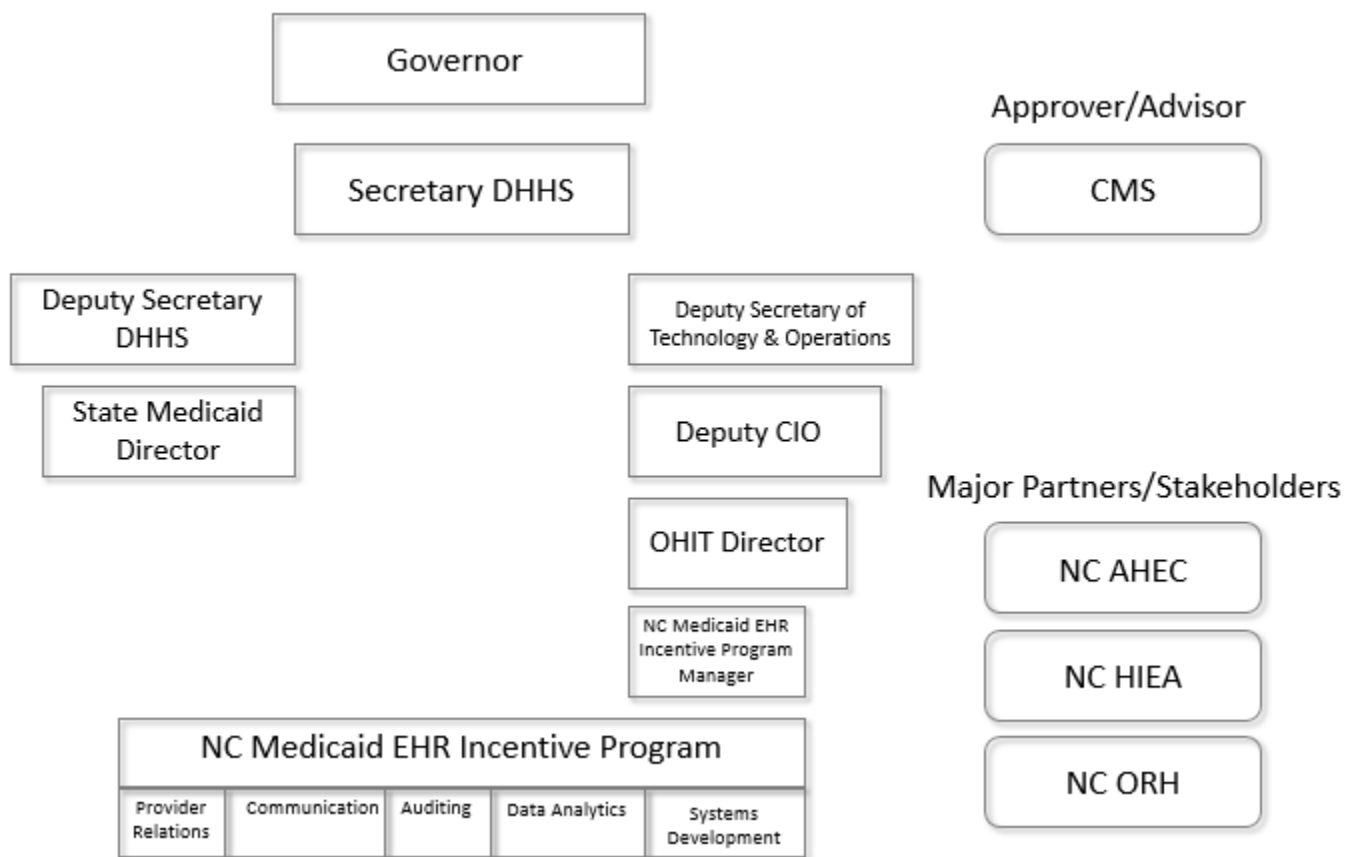 Governor
Approver/Advisor
Secretary DHHS
CMS
Deputy Secretary
DHHS
Deputy Secretary of
Technology & Operations
State Medicaid
Director
Deputy CIO
Major Partners/Stakeholders
OHIT Director
NC AHEC
NC Medicaid EHR
Incentive Program
Manager
NC HIEA
NC Medicaid EHR Incentive Program
NC ORH
Provider
Relations
Communication
Auditing
Data Analytics
Systems
Development